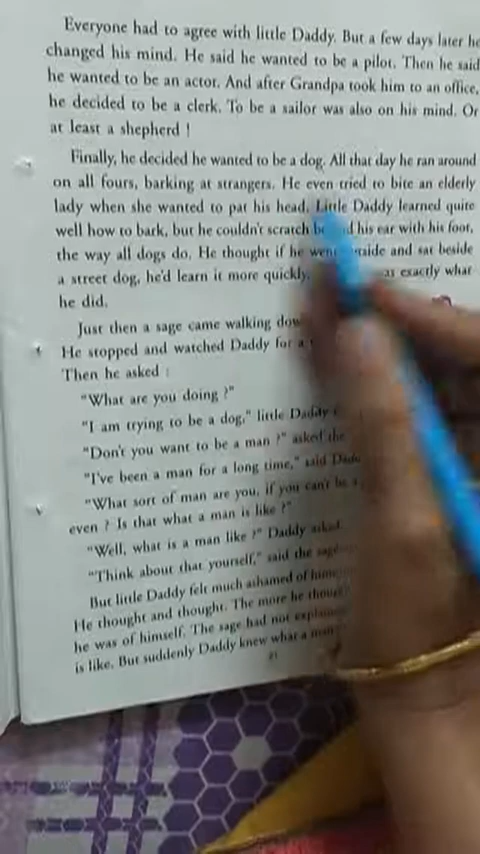 Everyone had to agree with little Daddy. But a few days later he
changed his mind. He said he wanted to be a pilot. Then he said
he wanted to be an actor. And after Grandpa took him to an office,
he decided to be a clerk. To be a sailor was also on his mind. Or
at least a shepherd !
Finally, he decided he wanted to be a dog. All that day he ran around
on all fours, barking at strangers. He even tried to bite an elderly
lady when she wanted to pat his head. Little Daddy learned quite
well how to bark, but he couldn't scratch his ear with his foot,
the way all dogs do. He thought if he and sat beside
a street dog, he'd learn it more quickly. exactly what
he did.
Just then a sage came walking
He stopped and watched Daddy for a
Then he asked :
"What are you doing ?"
"I am trying to be a dog," little Daddy
"Don't you want to be a man ?" asked the
"I've been a man for a long time," said
"What sort of man are you, if you can't be a
even ? Is that what a man is like ?"
"Well, what is a man like ?" Daddy asked
"Think about that yourself," said the
But little Daddy felt much ashamed of
He thought and thought. The more he
he was of himself. The sage had not
is like. But suddenly Daddy knew what a